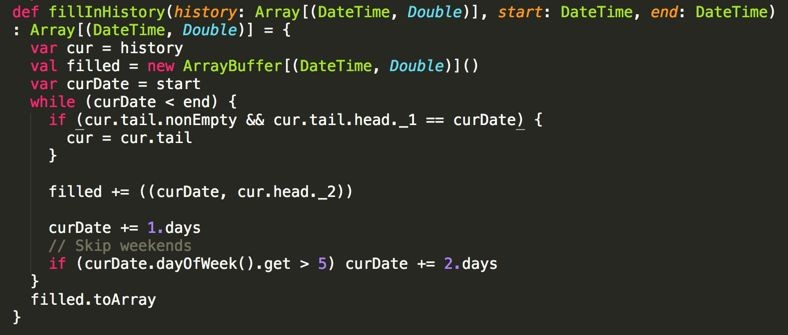 def fillInHistory(history: Array[(DateTime, Double)], start: DateTime, end: DateTime)
: Array[(DateTime, Double)] = {
  var cur = history
  val filled = new ArrayBuffer[(DateTime, Double)]()
  var curDate = start
  while (curDate < end) {
    if (cur.tail.nonEmpty && cur.tail.head._1 == curDate) {
      cur = cur.tail
    }

    filled += ((curDate, cur.head._2))

    curDate += 1.days
    // Skip weekends
    if (curDate.dayOfWeek().get > 5) curDate += 2.days
  }
  filled.toArray
}